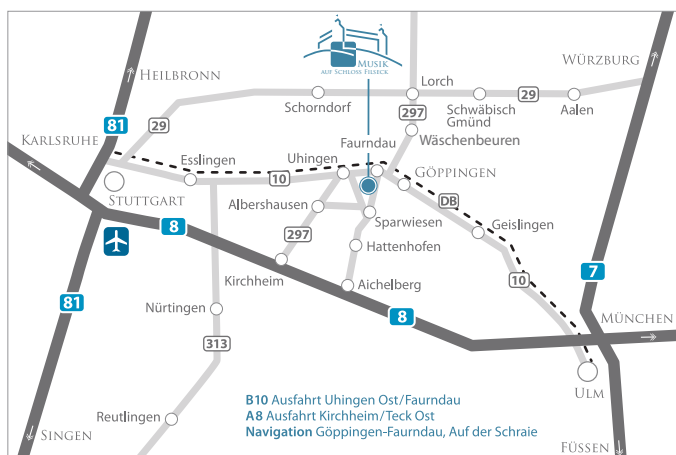 MUSIK
AUF SCHLOSS FILSECK
WÜRZBURG
HEILBRONN
Lorch
Schorndorf
29
Schwäbisch
Gmünd
Aalen
297
81
29
KARLSRUHE
Wäschenbeuren
Faurndau
Esslingen
Uhingen
10
GÖPPINGEN
STUTTGART
DB
Albershausen
Sparwiesen
Geislingen
8
297
Hattenhofen
Kirchheim
7
Aichelberg
10
81
Nürtingen
8
MÜNCHEN
313
ULM
B10 Ausfahrt Uhingen Ost/Faurndau
A8 Ausfahrt Kirchheim/Teck Ost
Navigation Göppingen-Faurndau, Auf der Schraie
Reutlingen
SINGEN
FÜSSEN